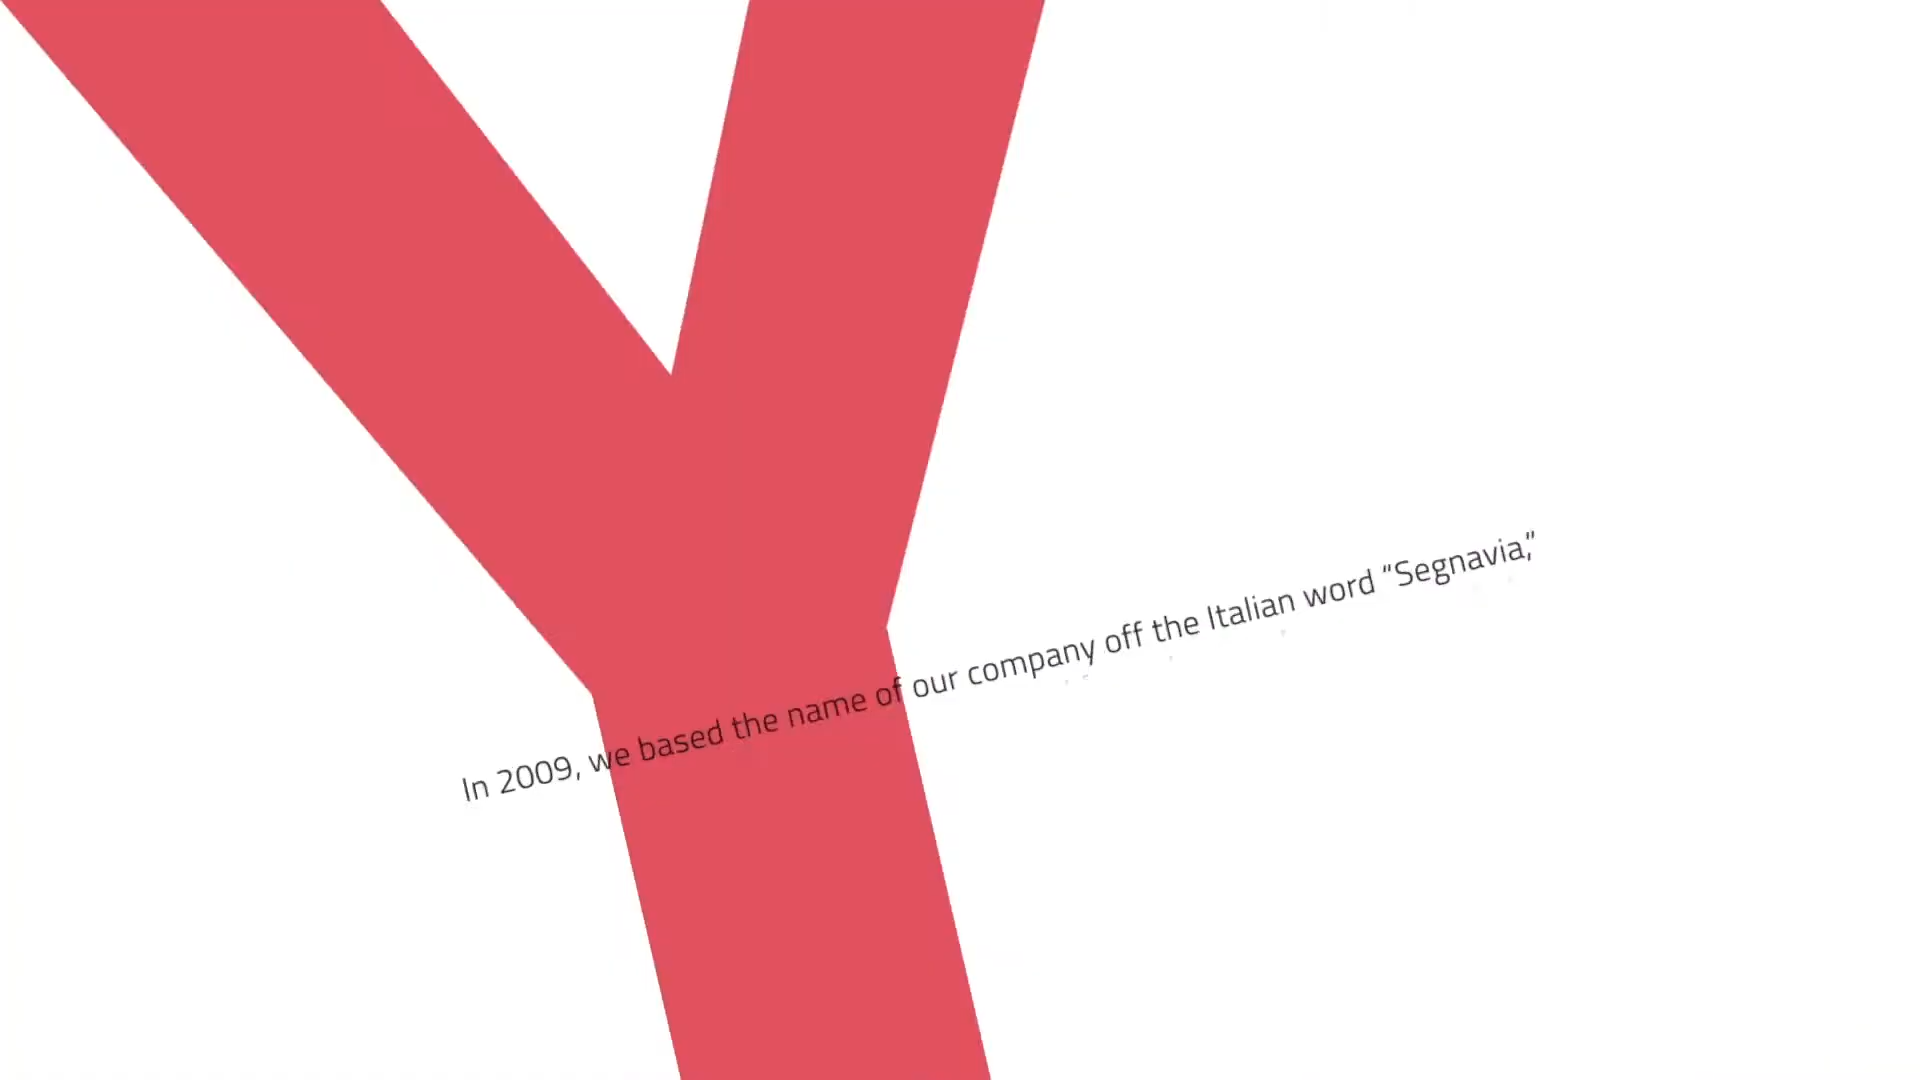 Y
In 2009, we based the name of our company off the Italian word “Segnavia,”